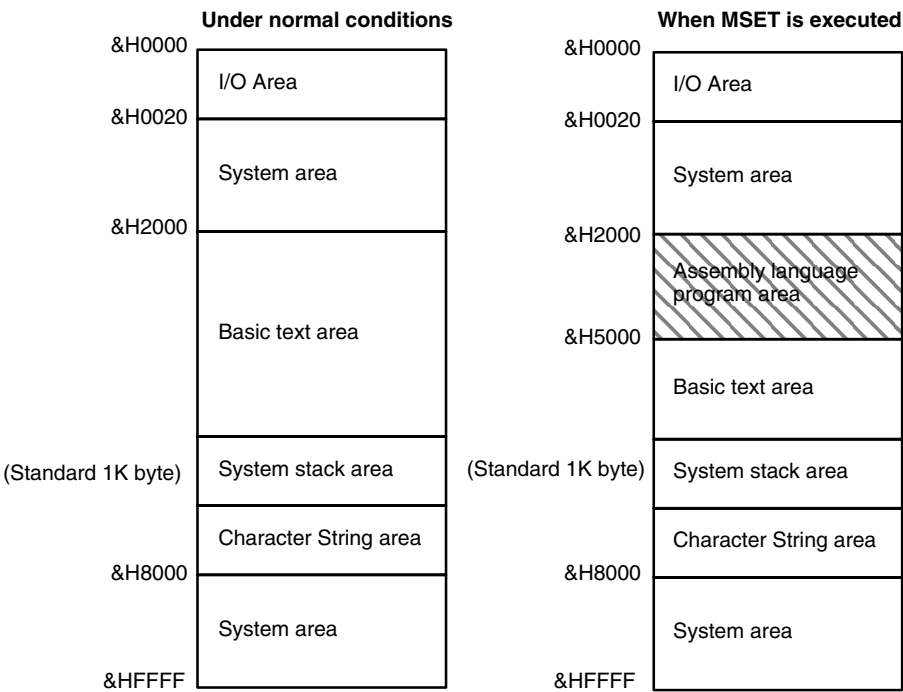 Under normal conditions
&H0000
I/O Area
&H0020
System area
&H2000
Basic text area
(Standard 1K byte)
System stack area
Character String area
&H8000
System area
&HFFFF
When MSET is executed
&H0000
I/O Area
&H0020
System area
&H2000
Assembly language
program area
&H5000
Basic text area
(Standard 1K byte)
System stack area
Character String area
&H8000
System area
&HFFFF